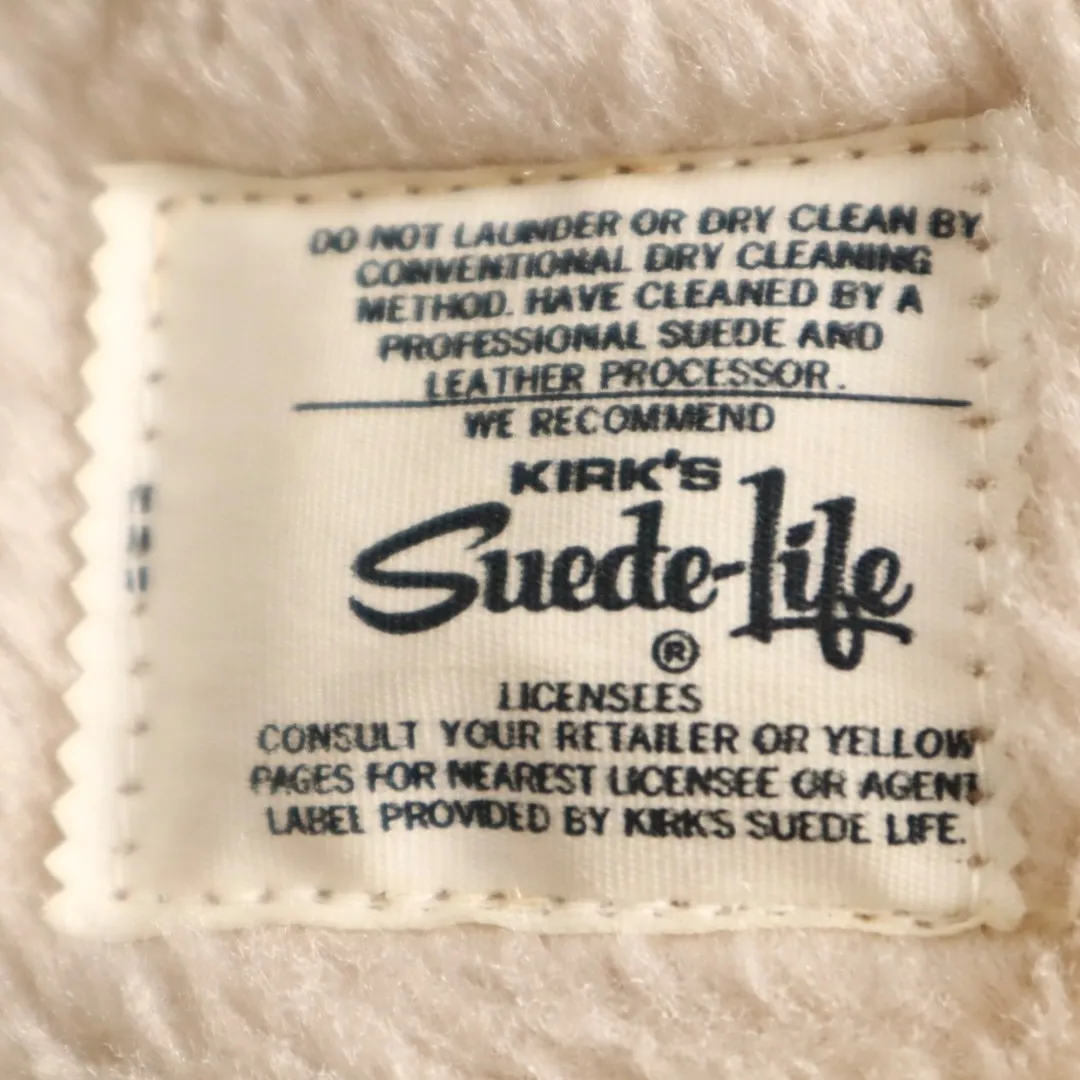 DO NOT LAUNDER OR DRY CLEAN BY
CONVENTIONAL DRY CLEANING
METHOD. HAVE CLEANED BY A
PROFESSIONAL SUEDE AND
LEATHER PROCESSOR.
WE RECOMMEND
KIRK'S
Suede-life
®
LICENSEES
CONSULT YOUR RETAILER OR YELLOW
PAGES FOR NEAREST LICENSEE OR AGENT
LABEL PROVIDED BY KIRK'S SUEDE LIFE.